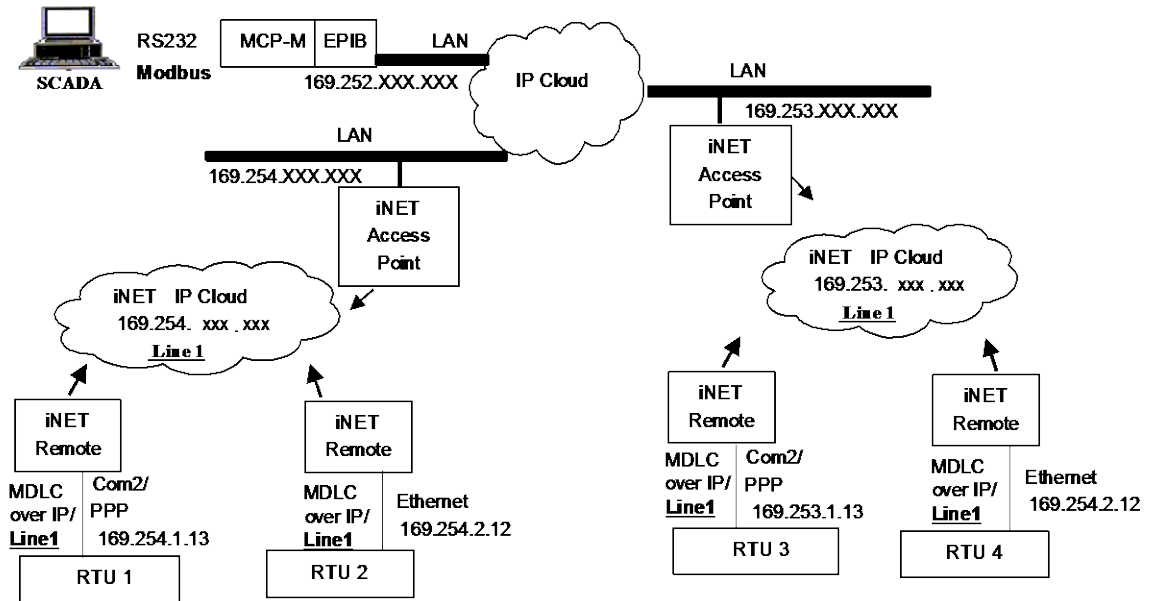 SCADA
RS232
Modbus
MCP-M
EPIB
LAN
169.252.XXX.XXX
IP Cloud
LAN
169.253.XXX.XXX
iNET
Access
Point
LAN
169.254.XXX.XXX
iNET
Access
Point
iNET IP Cloud
169.254. xxx . xxx
Line 1
iNET IP Cloud
169.253. xxx . xxx
Line 1
iNET
Remote
MDLC
over IP/
Line1
Com2/
PPP
169.254.1.13
RTU 1
iNET
Remote
MDLC
over IP/
Line1
Ethernet
169.254.2.12
RTU 2
iNET
Remote
MDLC
over IP/
Line1
Com2/
PPP
169.253.1.13
RTU 3
iNET
Remote
MDLC
over IP/
Line1
Ethernet
169.254.2.12
RTU 4